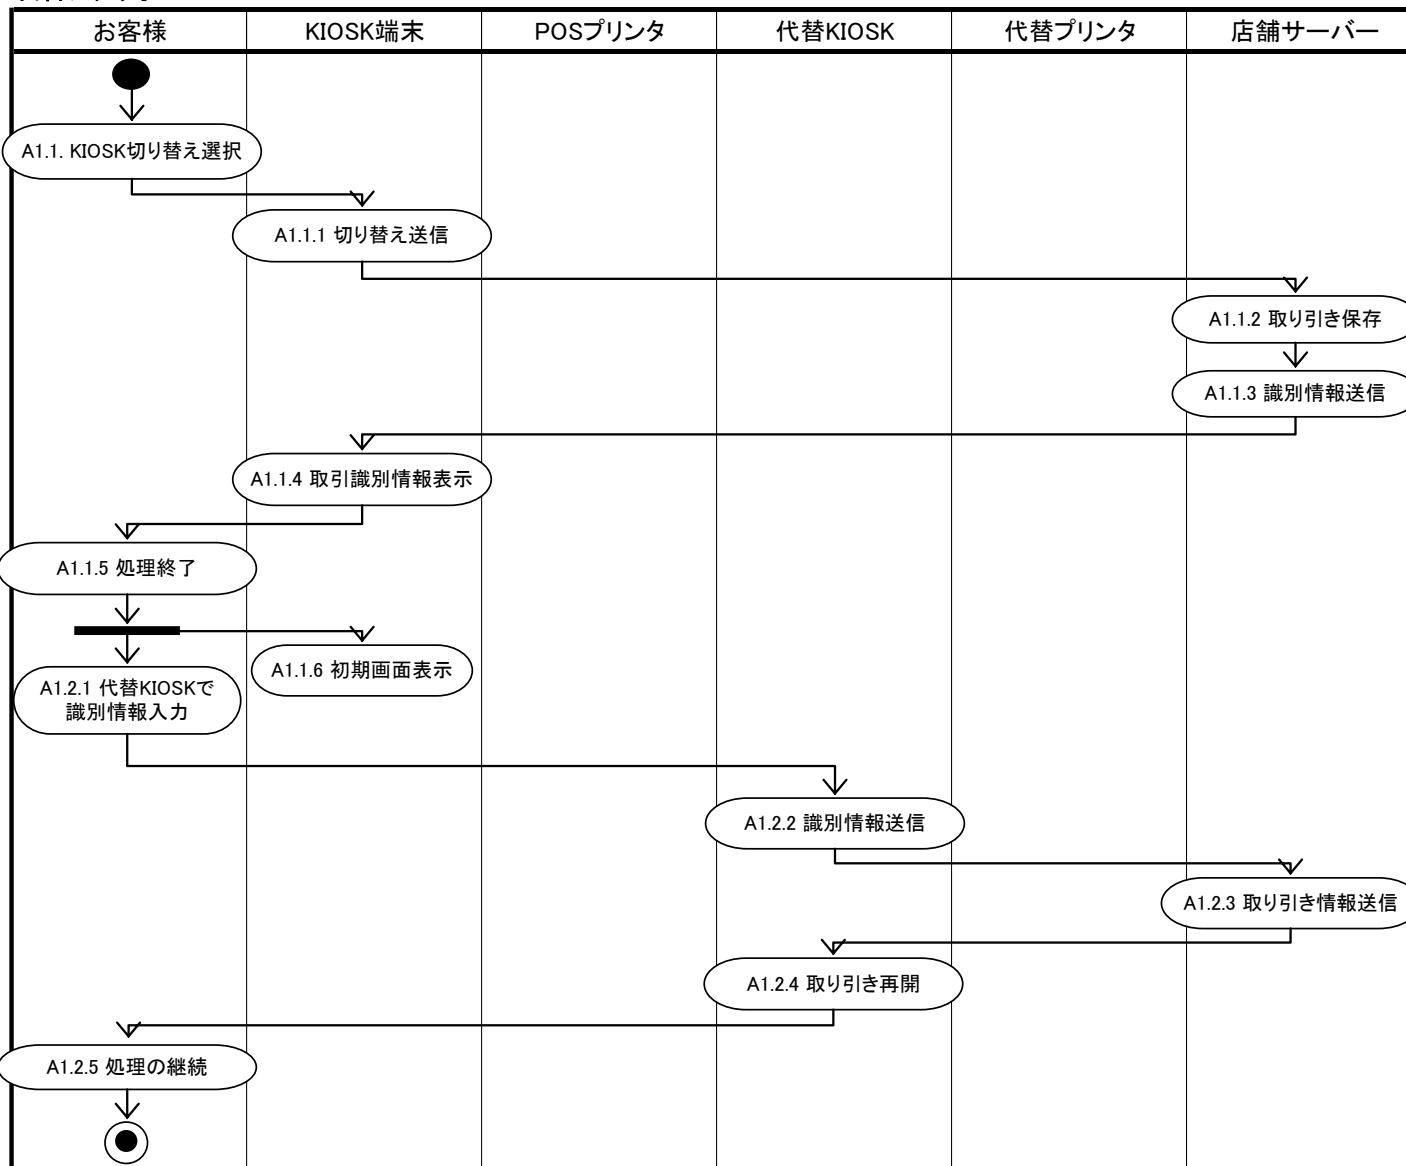 お客様
KIOSK端末
POSプリンタ
代替KIOSK
代替プリンタ
店舗サーバー
A1.1. KIOSK切り替え選択
A1.1.1 切り替え送信
A1.1.2 取り引き保存
A1.1.3 識別情報送信
A1.1.4 取引識別情報表示
A1.1.5 処理終了
A1.1.6 初期画面表示
A1.2.1 代替KIOSKで
識別情報入力
A1.2.2 識別情報送信
A1.2.3 取り引き情報送信
A1.2.4 取り引き再開
A1.2.5 処理の継続